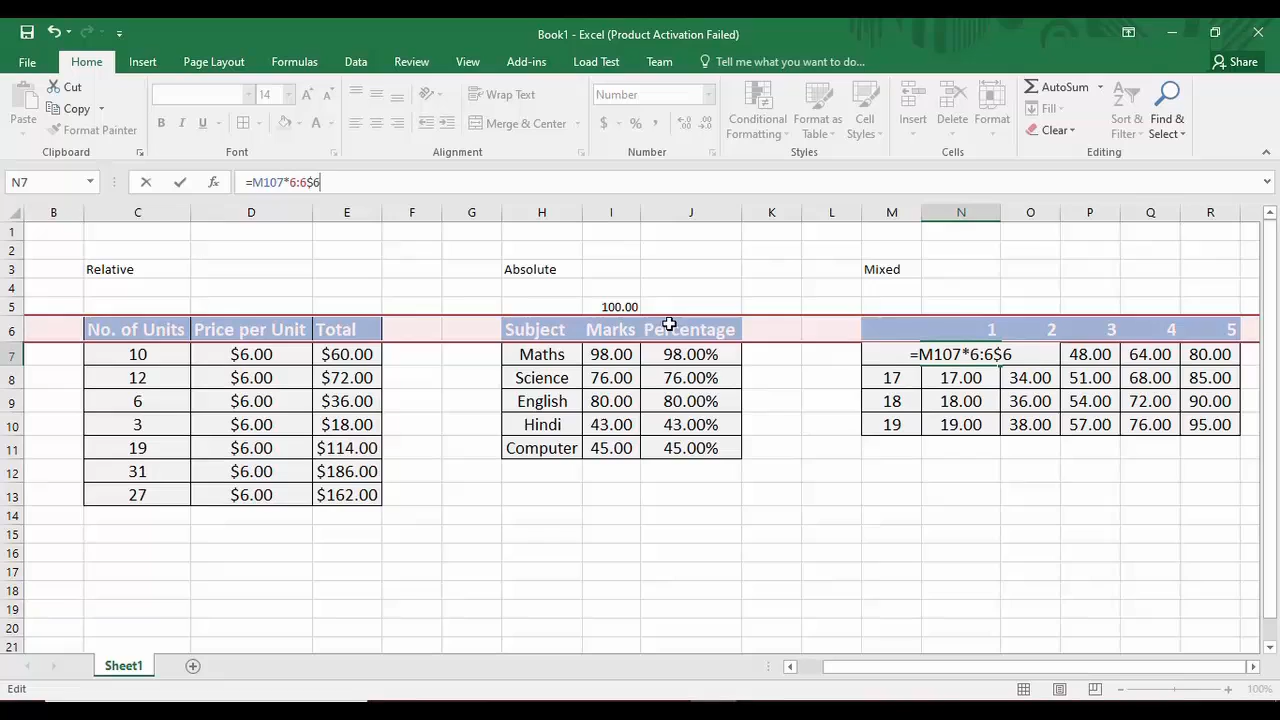 Book1 - Excel (Product Activation Failed)
File Home Insert Page Layout Formulas Data Review View Add-ins Load Test Team Tell me what you want to do... Share
Paste Cut Copy Format Painter Clipboard
14 B I U Font
Wrap Text Merge & Center Alignment
Number $ % , Number
Conditional Formatting Format as Table Cell Styles Styles
Insert Delete Format Cells
AutoSum Fill Clear Sort & Filter Find & Select Editing
N7 fx =M107*6:6$6
B C D E F G H I J K L M N O P Q R
1
2
3 Relative Absolute Mixed
4
5 100.00
6 No. of Units Price per Unit Total Subject Marks Percentage 1 2 3 4 5
7 10 $6.00 $60.00 Maths 98.00 98.00% =M107*6:6$6 48.00 64.00 80.00
8 12 $6.00 $72.00 Science 76.00 76.00% 17 17.00 34.00 51.00 68.00 85.00
9 6 $6.00 $36.00 English 80.00 80.00% 18 18.00 36.00 54.00 72.00 90.00
10 3 $6.00 $18.00 Hindi 43.00 43.00% 19 19.00 38.00 57.00 76.00 95.00
11 19 $6.00 $114.00 Computer 45.00 45.00%
12 31 $6.00 $186.00
13 27 $6.00 $162.00
14
15
16
17
18
19
20
21
Sheet1
Edit 100%